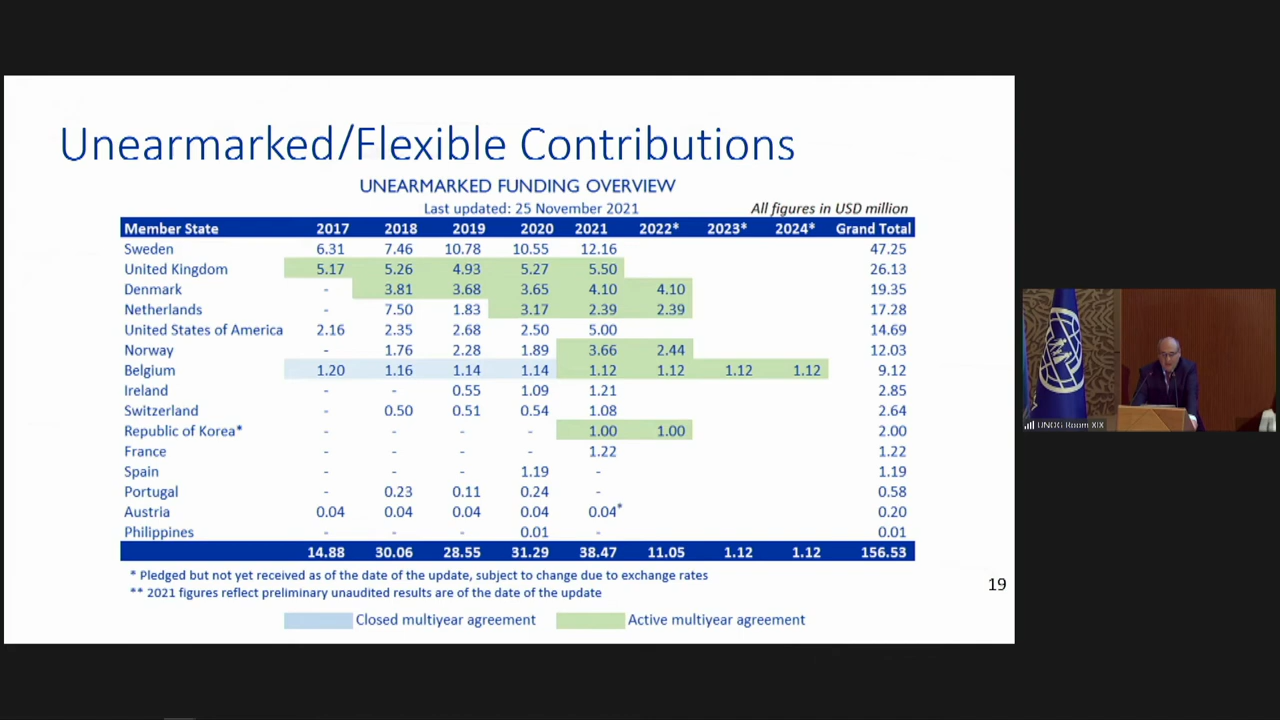 Unearmarked/Flexible Contributions
UNEARMARKED FUNDING OVERVIEW
Last updated: 25 November 2021 All figures in USD million
Member State 2017 2018 2019 2020 2021 2022* 2023* 2024* Grand Total
Sweden 6.31 7.46 10.78 10.55 12.16 47.25
United Kingdom 5.17 5.26 4.93 5.27 5.50 26.13
Denmark - 3.81 3.68 3.65 4.10 4.10 19.35
Netherlands - 7.50 1.83 3.17 2.39 2.39 17.28
United States of America 2.16 2.35 2.68 2.50 5.00 14.69
Norway - 1.76 2.28 1.89 3.66 2.44 12.03
Belgium 1.20 1.16 1.14 1.14 1.12 1.12 1.12 1.12 9.12
Ireland - - 0.55 1.09 1.21 2.85
Switzerland - 0.50 0.51 0.54 1.08 2.64
Republic of Korea* - - - - 1.00 1.00 2.00
France - - - - 1.22 1.22
Spain - - - 1.19 - 1.19
Portugal - 0.23 0.11 0.24 - 0.58
Austria 0.04 0.04 0.04 0.04 0.04* 0.20
Philippines - - - 0.01 0.01
14.88 30.06 28.55 31.29 38.47 11.05 1.12 1.12 156.53
* Pledged but not yet received as of the date of the update, subject to change due to exchange rates
** 2021 figures reflect preliminary unaudited results are of the date of the update
19
Closed multiyear agreement Active multiyear agreement
UNOG Room XIX